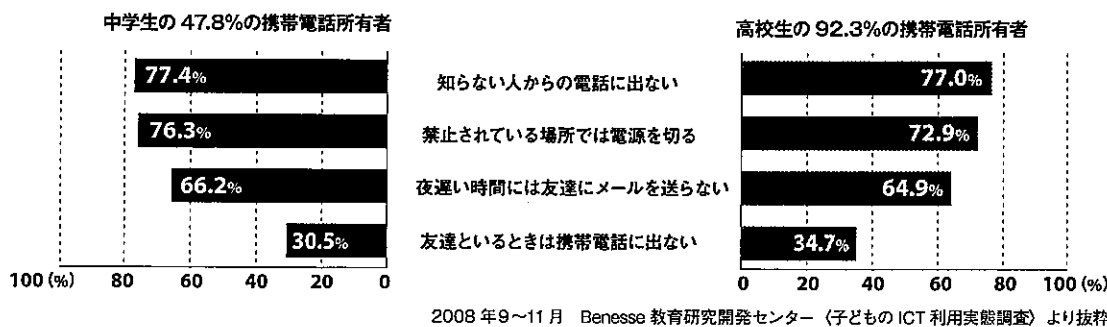 中学生の 47.8%の携帯電話所有者
高校生の 92.3%の携帯電話所有者
77.4%
知らない人からの電話に出ない
77.0%
76.3%
禁止されている場所では電源を切る
72.9%
66.2%
夜遅い時間には友達にメールを送らない
64.9%
30.5%
友達といるときは携帯電話に出ない
34.7%
100 (%) 80 60 40 20 0
0 20 40 60 80 100 (%)
2008 年9〜11月 Benesse 教育研究開発センター〈子どもの ICT 利用実態調査〉より抜粋